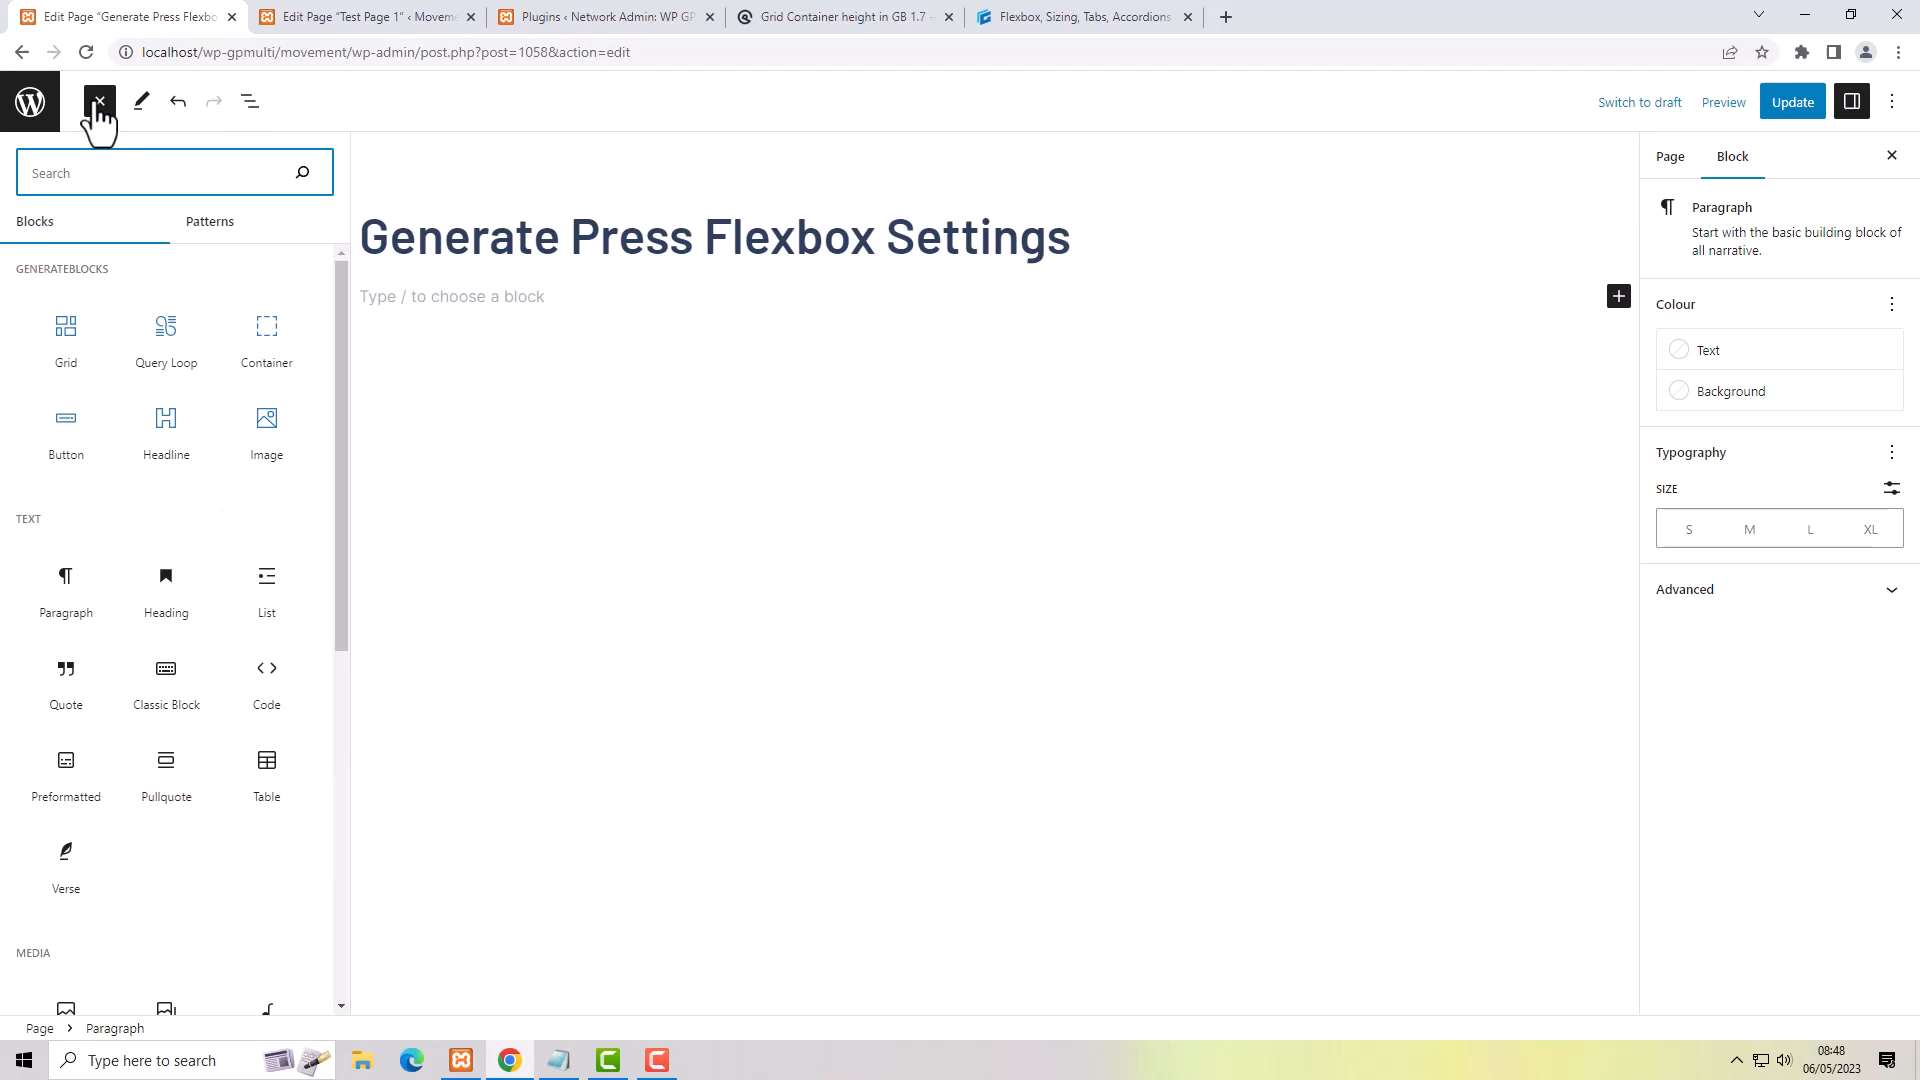 Edit Page "Generate Press Flexbo
Edit Page "Test Page 1" ‹ Moveme
Plugins ‹ Network Admin: WP GP
Grid Container height in GB 1.7 -
Flexbox, Sizing, Tabs, Accordions
localhost/wp-gpmulti/movement/wp-admin/post.php?post=1058&action=edit
Switch to draft
Preview
Update
Search
Blocks
Patterns
GENERATEBLOCKS
Grid
Query Loop
Container
Button
Headline
Image
TEXT
Paragraph
Heading
List
Quote
Classic Block
Code
Preformatted
Pullquote
Table
Verse
MEDIA
Generate Press Flexbox Settings
Type / to choose a block
Page
Block
Paragraph
Start with the basic building block of
all narrative.
Colour
Text
Background
Typography
SIZE
S
M
L
XL
Advanced
Page
Paragraph
Type here to search
08:48
06/05/2023